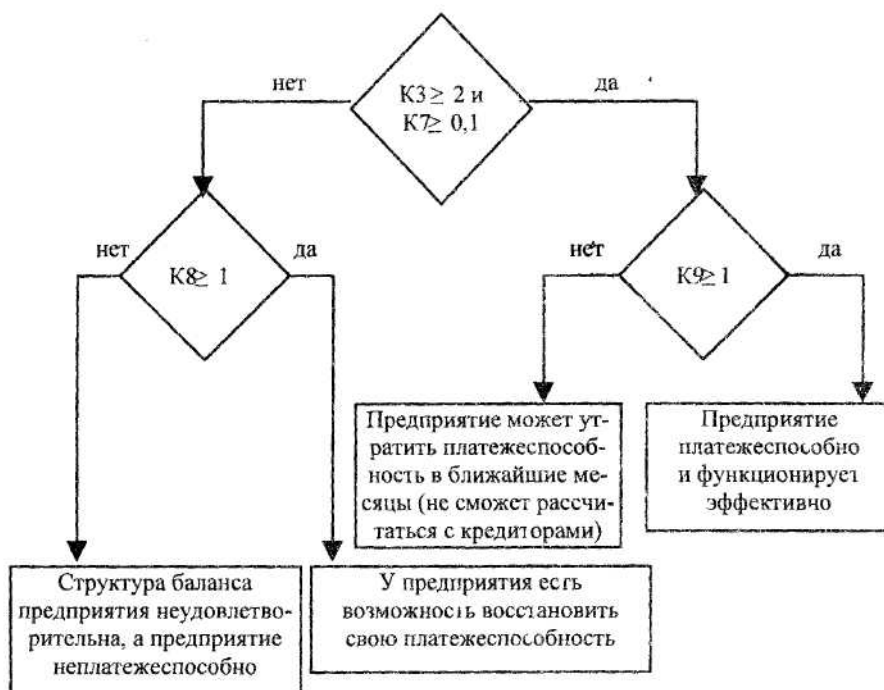 нет
да
К3≥ 2 и
К7≥ 0,1
нет
да
К8≥ 1
нет
да
К9≥ 1
Предприятие может ут-
ратить платежеспособ-
ность в ближайшие ме-
сяцы (не сможет рассчи-
таться с кредиторами)
Предприятие
платежеспособно
и функционирует
эффективно
Структура баланса
предприятия неудовлетво-
рительна, а предприятие
неплатежеспособно
У предприятия есть
возможность восстановить
свою платежеспособность